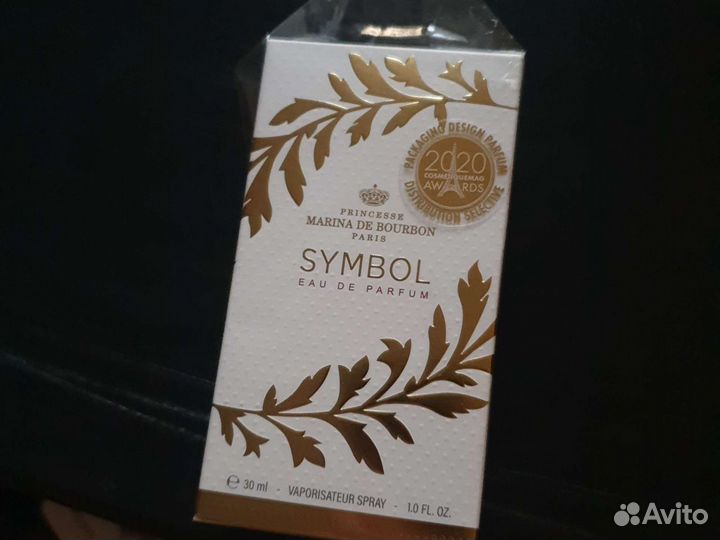 PACKAGING DESIGN PARFUM
2020
COSMETIQUEMAG
AWARDS
DISTRIBUTION SELECTIVE
PRINCESSE
MARINA DE BOURBON
PARIS
SYMBOL
EAU DE PARFUM
℮ 30 ml - VAPORISATEUR SPRAY - 1.0 FL. OZ.
Avito